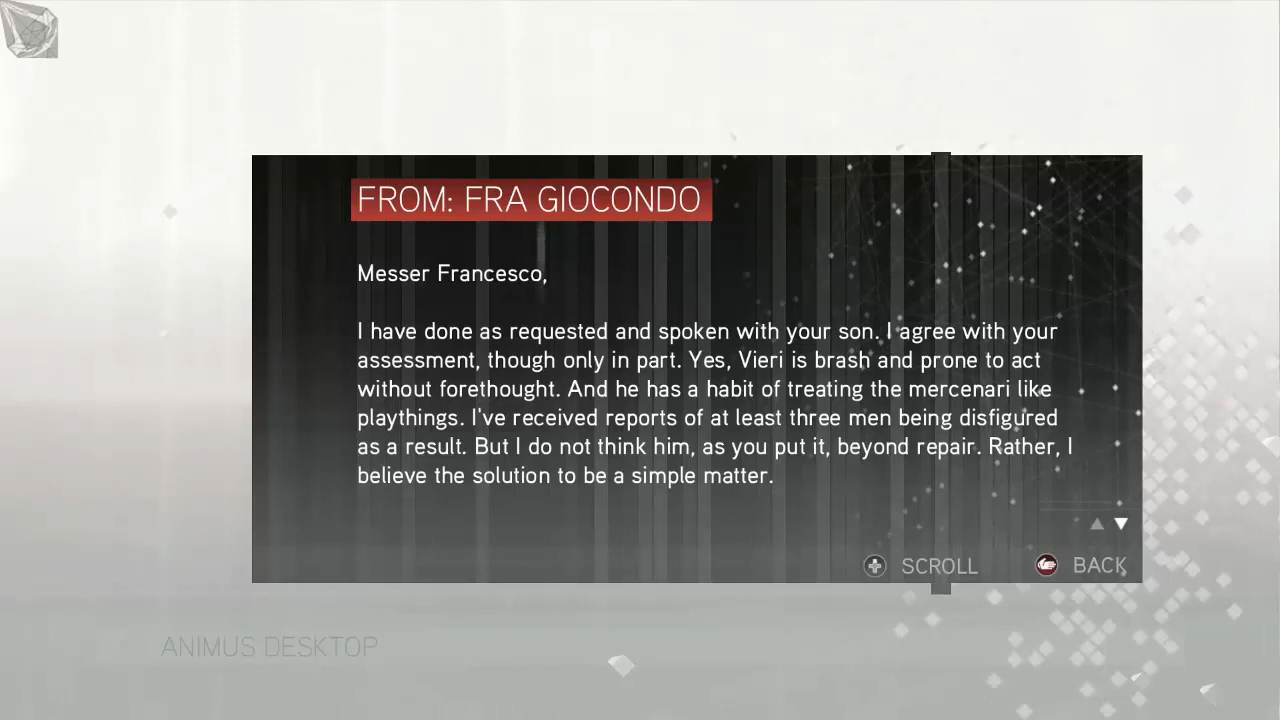 FROM: FRA GIOCONDO
Messer Francesco,
I have done as requested and spoken with your son. I agree with your
assessment, though only in part. Yes, Vieri is brash and prone to act
without forethought. And he has a habit of treating the mercenari like
playthings. I've received reports of at least three men being disfigured
as a result. But I do not think him, as you put it, beyond repair. Rather, I
believe the solution to be a simple matter.
SCROLL BACK
ANIMUS DESKTOP